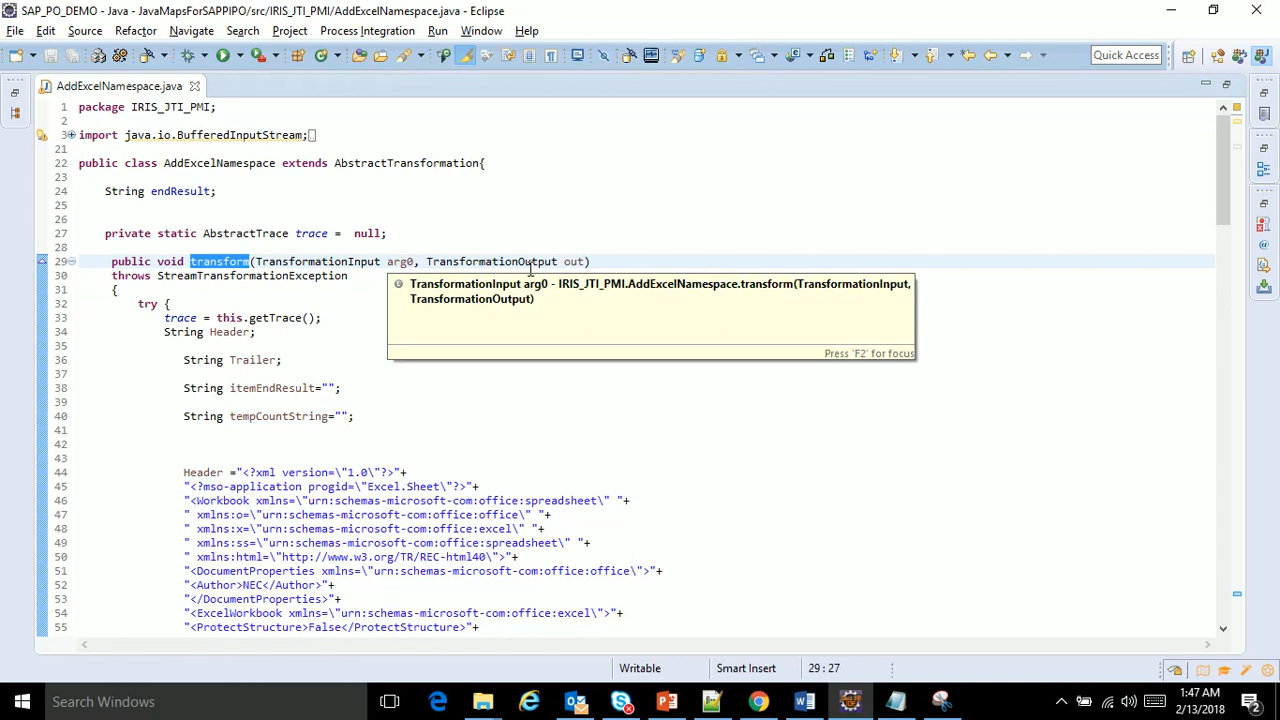 SAP_PO_DEMO - Java - JavaMapsForSAPPIPO/src/IRIS_JTI_PMI/AddExcelNamespace.java - Eclipse
File Edit Source Refactor Navigate Search Project Process Integration Run Window Help
Quick Access
AddExcelNamespace.java
1 package IRIS_JTI_PMI;
2
3 import java.io.BufferedInputStream;
21
22 public class AddExcelNamespace extends AbstractTransformation{
23
24 String endResult;
25
26
27 private static AbstractTrace trace = null;
28
29 public void transform(TransformationInput arg0, TransformationOutput out)
30 throws StreamTransformationException
31 {
32 try {
33 trace = this.getTrace();
34 String Header;
35
36 String Trailer;
37
38 String itemEndResult="";
39
40 String tempCountString="";
41
42
43
44 Header ="<?xml version=\"1.0\"?>"+
45 "<?mso-application progid=\"Excel.Sheet\"?>"+
46 "<Workbook xmlns=\"urn:schemas-microsoft-com:office:spreadsheet\" "+
47 " xmlns:o=\"urn:schemas-microsoft-com:office:office\" "+
48 " xmlns:x=\"urn:schemas-microsoft-com:office:excel\" "+
49 " xmlns:ss=\"urn:schemas-microsoft-com:office:spreadsheet\" "+
50 " xmlns:html=\"http://www.w3.org/TR/REC-html40\">"+
51 "<DocumentProperties xmlns=\"urn:schemas-microsoft-com:office:office\">"+
52 "<Author>NEC</Author>"+
53 "</DocumentProperties>"+
54 "<ExcelWorkbook xmlns=\"urn:schemas-microsoft-com:office:excel\">"+
55 "<ProtectStructure>False</ProtectStructure>"+
TransformationInput arg0 - IRIS_JTI_PMI.AddExcelNamespace.transform(TransformationInput,
TransformationOutput)
Press 'F2' for focus
Writable Smart Insert 29 : 27
Search Windows
1:47 AM
2/13/2018
2